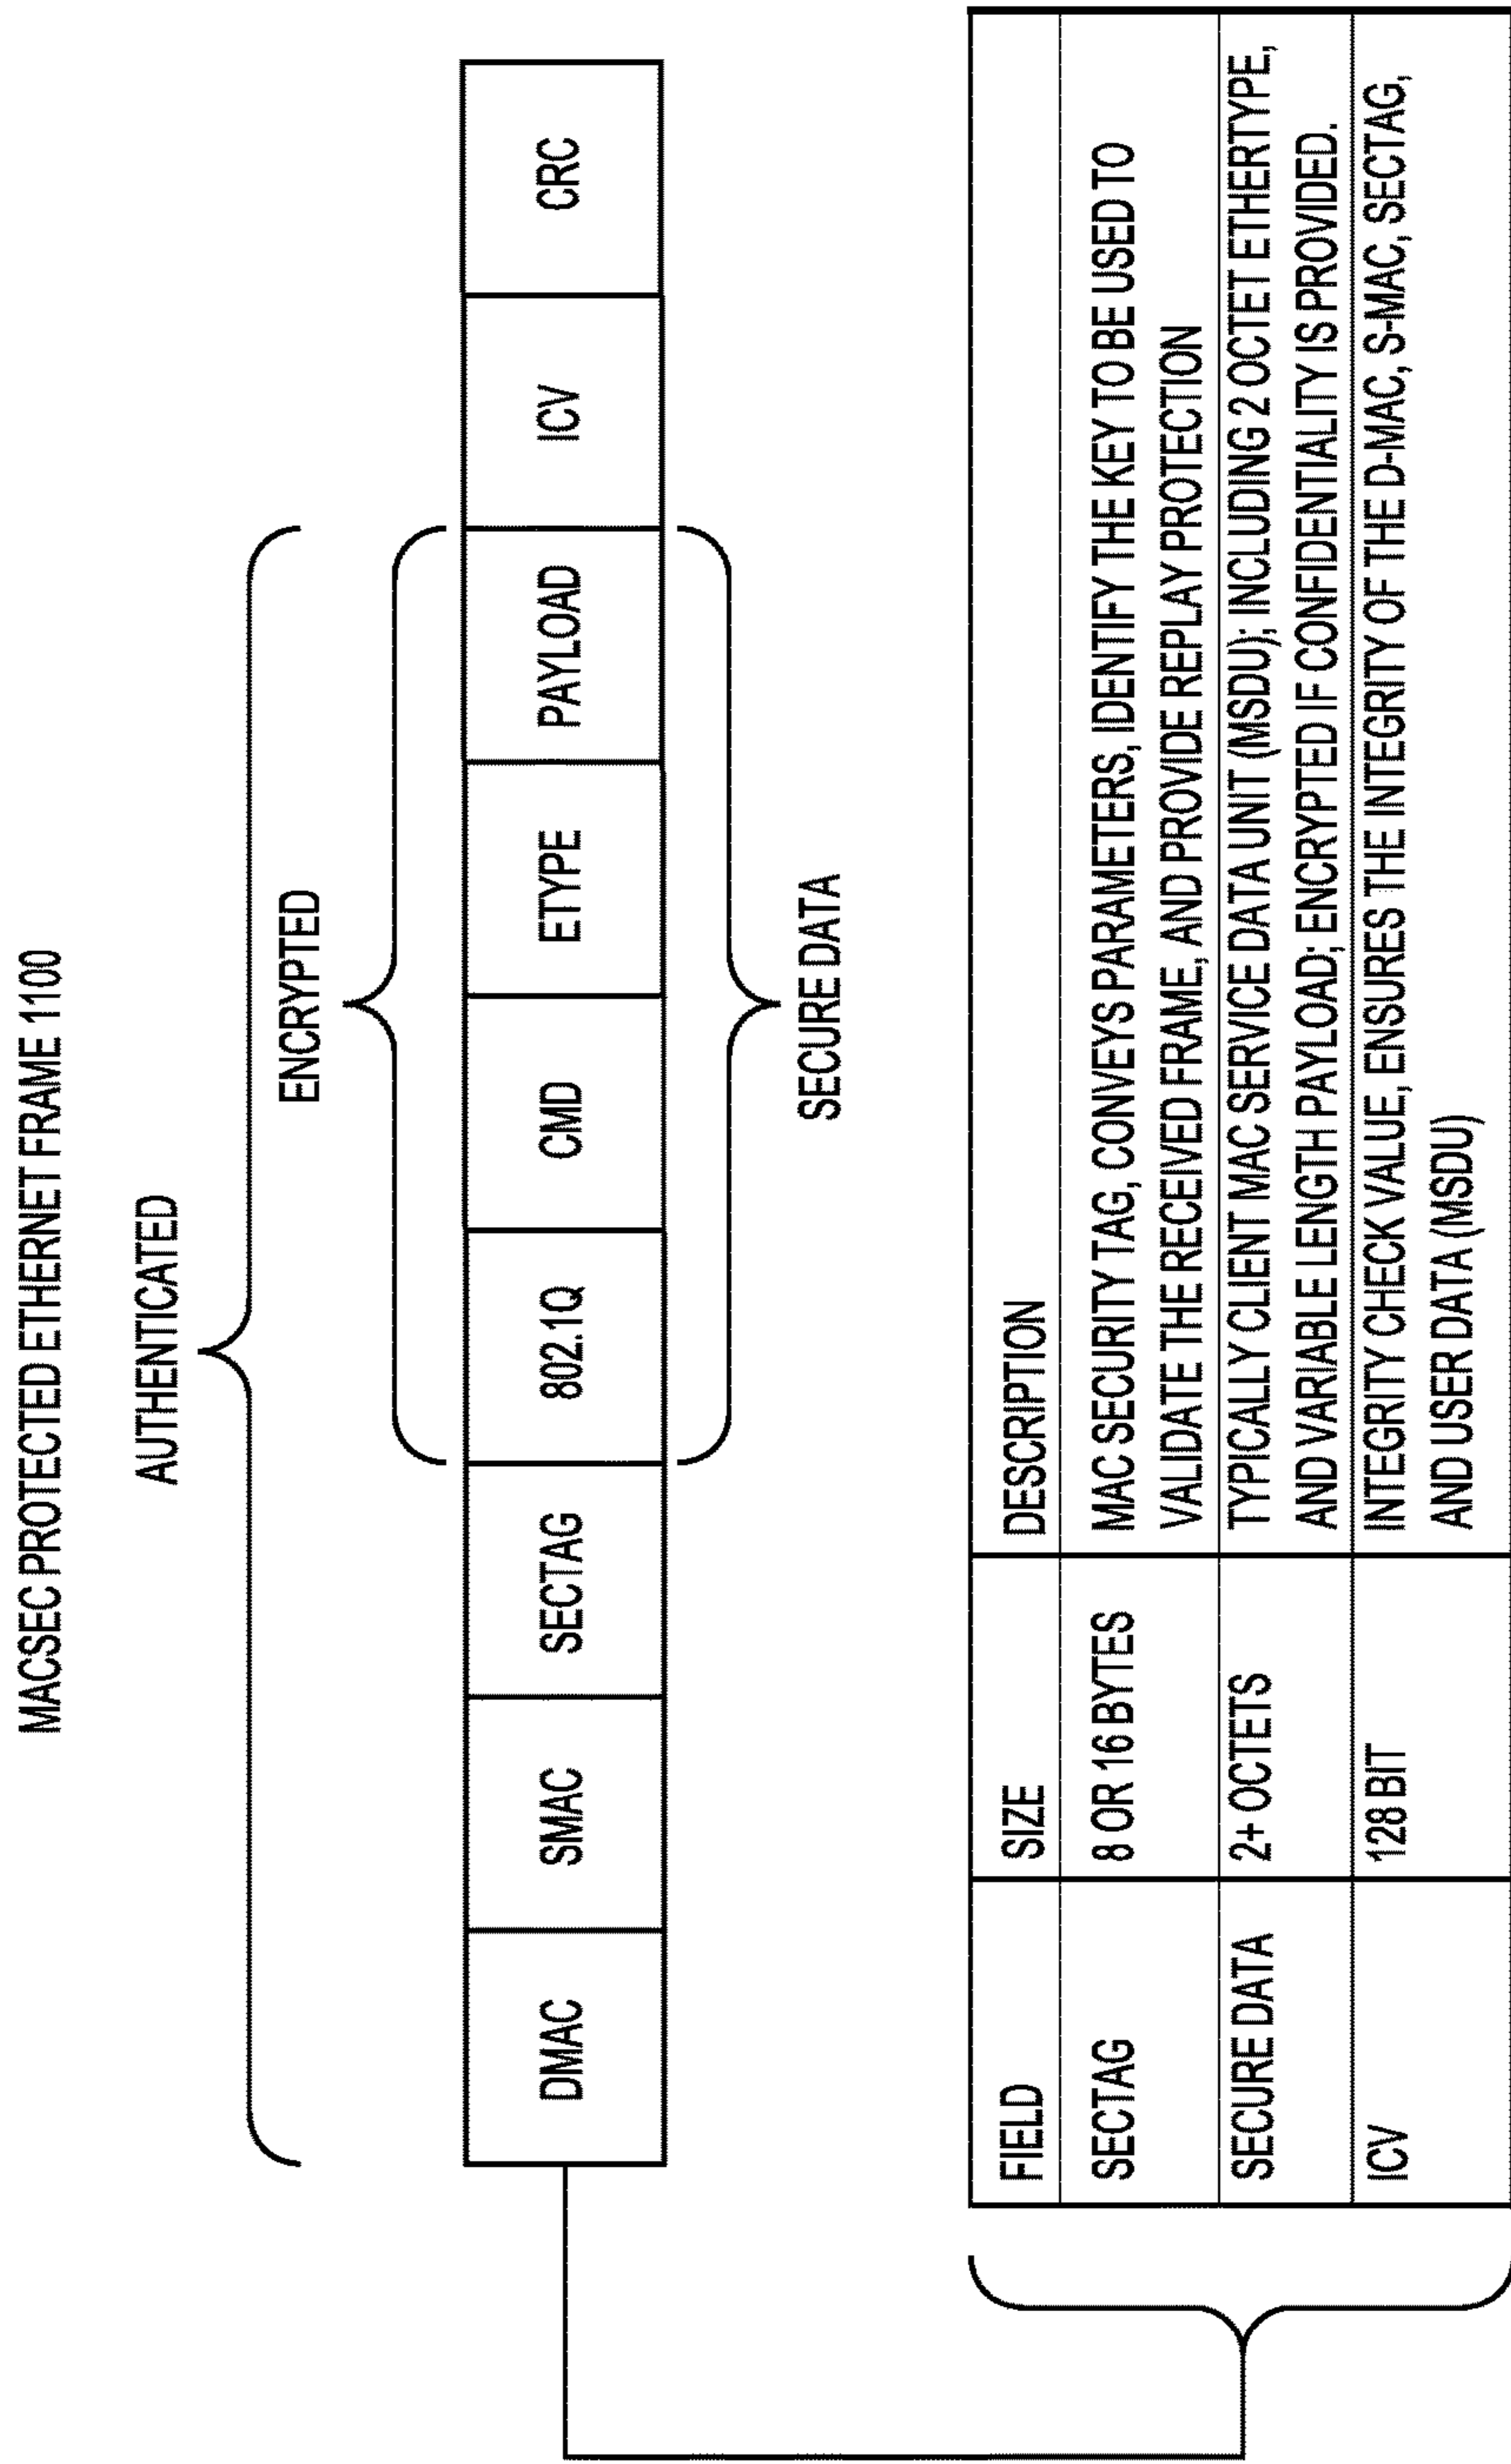 MACSEC PROTECTED ETHERNET FRAME 1100
AUTHENTICATED
ENCRYPTED
DMAC
SMAC
SECTAG
802.1Q
CMD
ETYPE
PAYLOAD
ICV
CRC
SECURE DATA
FIELD
SIZE
DESCRIPTION
SECTAG
8 OR 16 BYTES
MAC SECURITY TAG, CONVEYS PARAMETERS, IDENTIFY THE KEY TO BE USED TO
VALIDATE THE RECEIVED FRAME, AND PROVIDE REPLAY PROTECTION
SECURE DATA
2+ OCTETS
TYPICALLY CLIENT MAC SERVICE DATA UNIT (MSDU); INCLUDING 2 OCTET ETHERTYPE,
AND VARIABLE LENGTH PAYLOAD; ENCRYPTED IF CONFIDENTIALITY IS PROVIDED.
ICV
128 BIT
INTEGRITY CHECK VALUE, ENSURES THE INTEGRITY OF THE D-MAC, S-MAC, SECTAG,
AND USER DATA (MSDU)